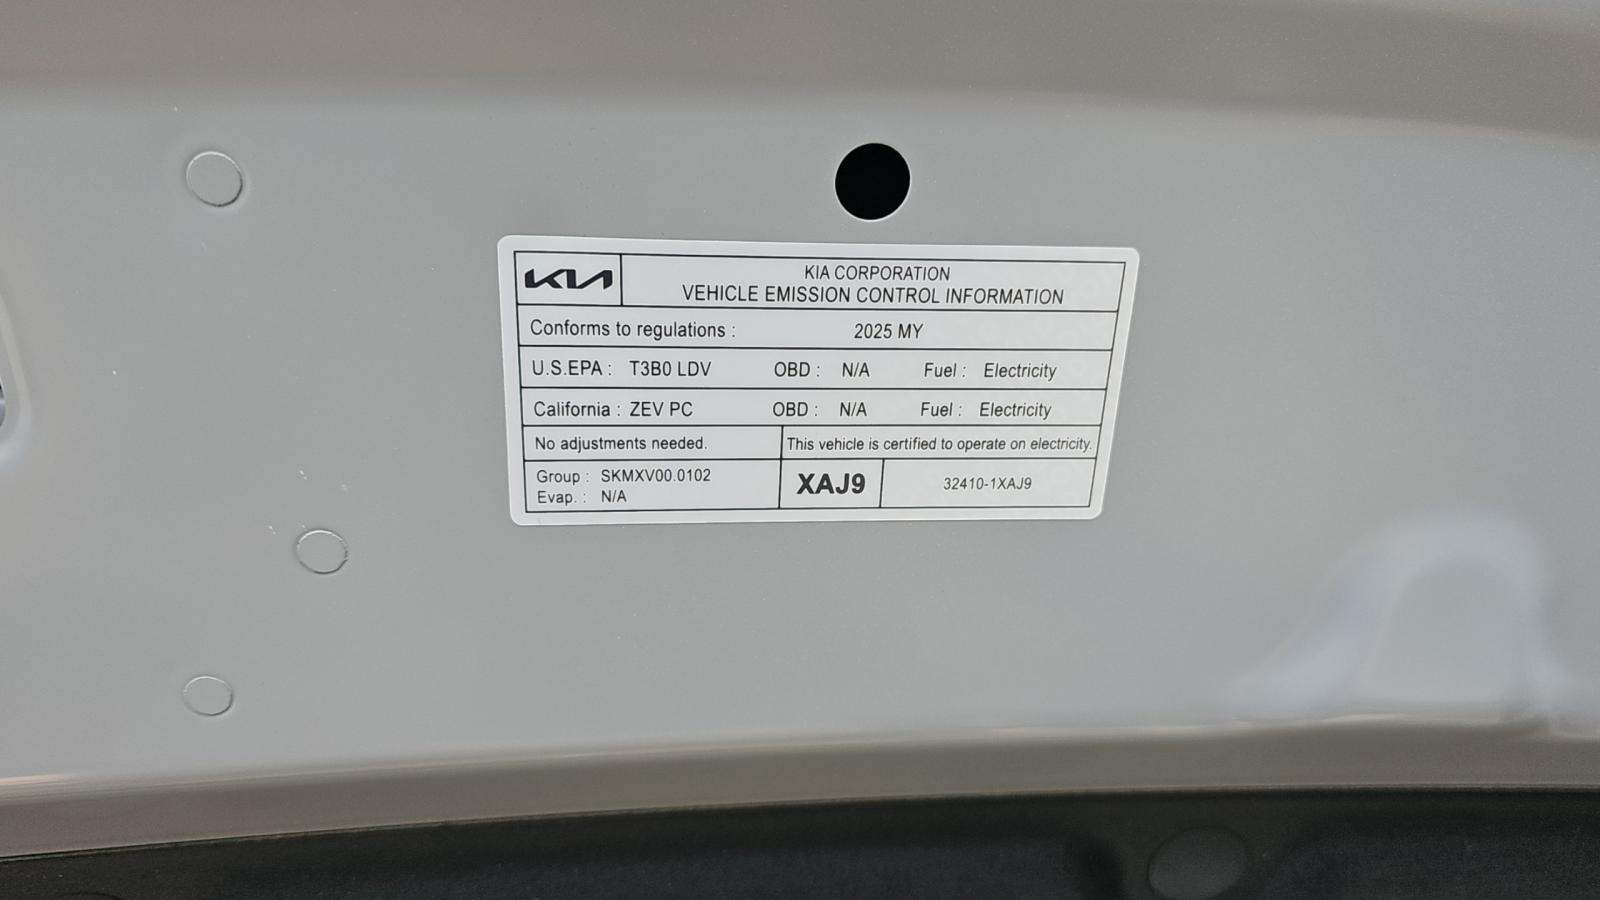 KIA
KIA CORPORATION
VEHICLE EMISSION CONTROL INFORMATION
Conforms to regulations : 2025 MY
U.S.EPA : T3B0 LDV OBD : N/A Fuel : Electricity
California : ZEV PC OBD : N/A Fuel : Electricity
No adjustments needed. This vehicle is certified to operate on electricity.
Group : SKMXV00.0102
Evap. : N/A
XAJ9
32410-1XAJ9